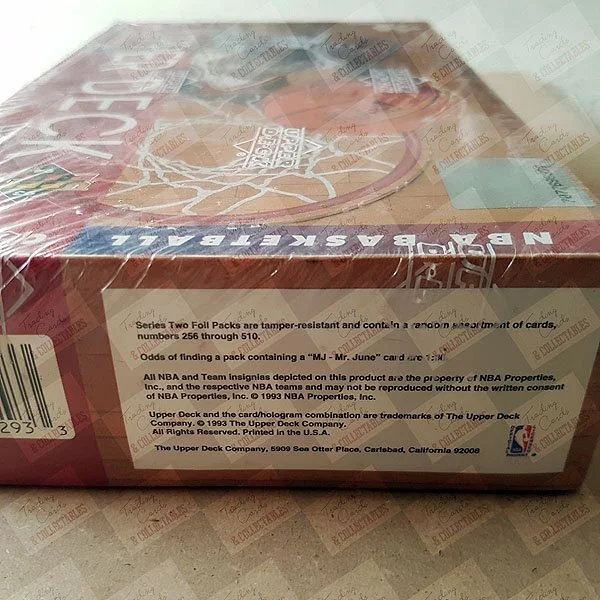 DECK
UPPER
DECK
NBA BASKETBALL
Series Two Foil Packs are tamper-resistant and contain a random assortment of cards,
numbers 256 through 510.
Odds of finding a pack containing a "MJ - Mr. June" card are
All NBA and Team insignias depicted on this product are the property of NBA Properties,
Inc., and the respective NBA teams and may not be reproduced without the written consent
of NBA Properties, Inc. © 1993 NBA Properties, Inc.
Upper Deck and the card/hologram combination are trademarks of The Upper Deck
Company. © 1993 The Upper Deck Company.
All Rights Reserved. Printed in the U.S.A.
The Upper Deck Company, 5909 Sea Otter Place, Carlsbad, California 92008
293 3
Trading
Cards
& COLLECTABLES